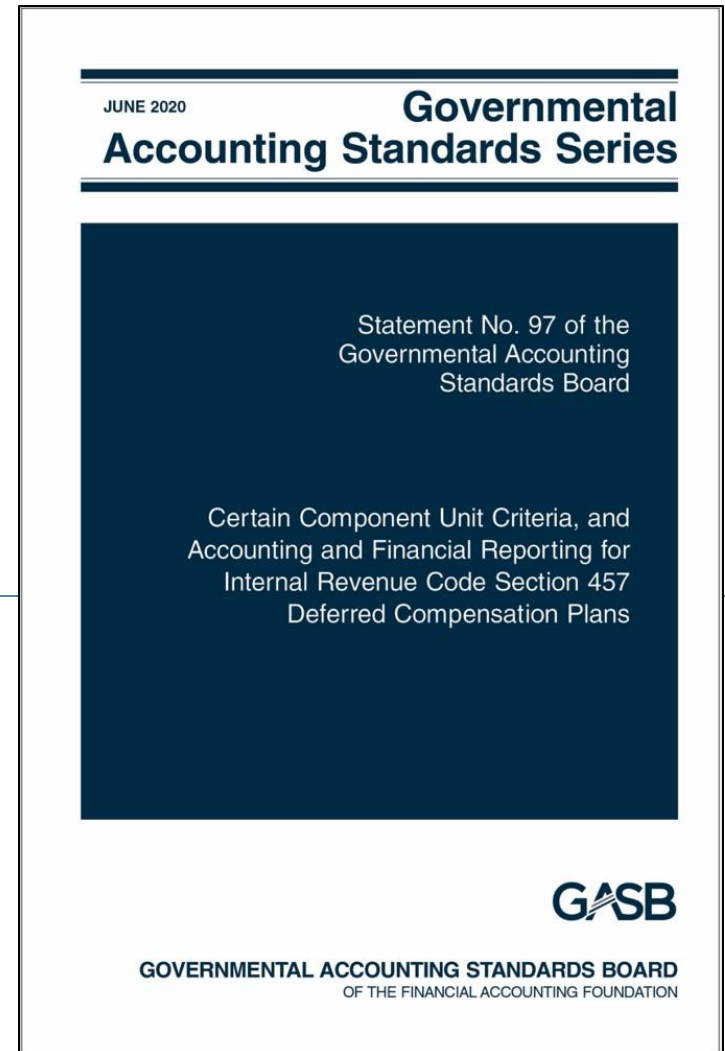 JUNE 2020
Governmental
Accounting Standards Series
Statement No. 97 of the
Governmental Accounting
Standards Board
Certain Component Unit Criteria, and
Accounting and Financial Reporting for
Internal Revenue Code Section 457
Deferred Compensation Plans
GASB
GOVERNMENTAL ACCOUNTING STANDARDS BOARD
OF THE FINANCIAL ACCOUNTING FOUNDATION